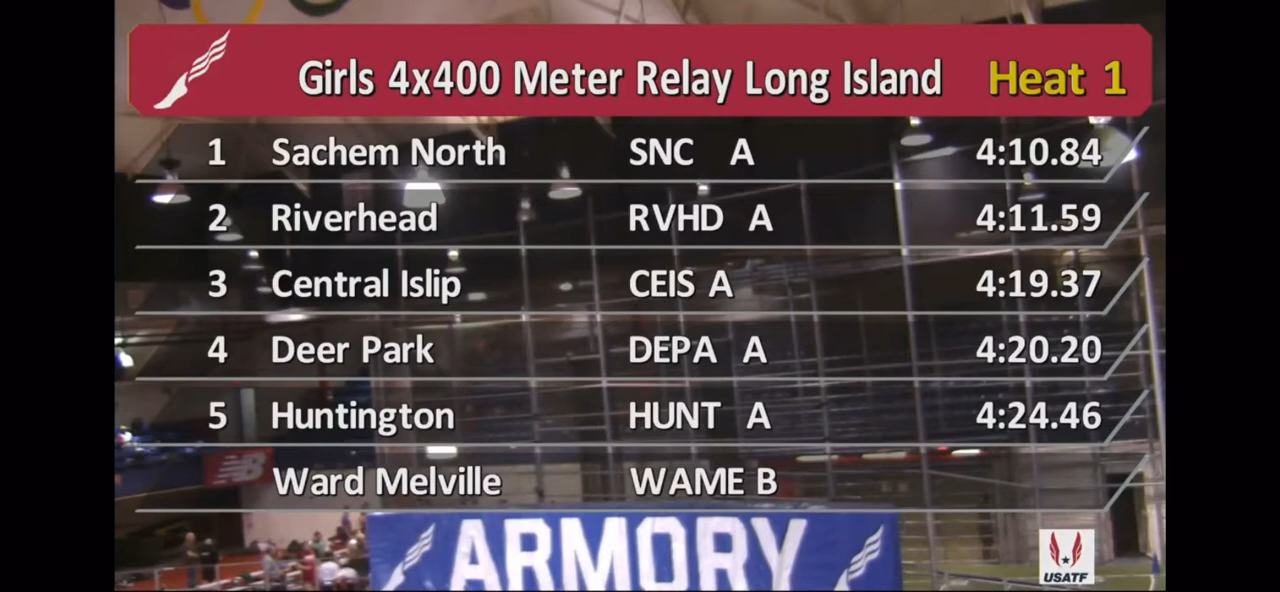 Girls 4x400 Meter Relay Long Island Heat 1
1 Sachem North SNC A 4:10.84
2 Riverhead RVHD A 4:11.59
3 Central Islip CEIS A 4:19.37
4 Deer Park DEPA A 4:20.20
5 Huntington HUNT A 4:24.46
Ward Melville WAME B
NB
ARMORY
USATF